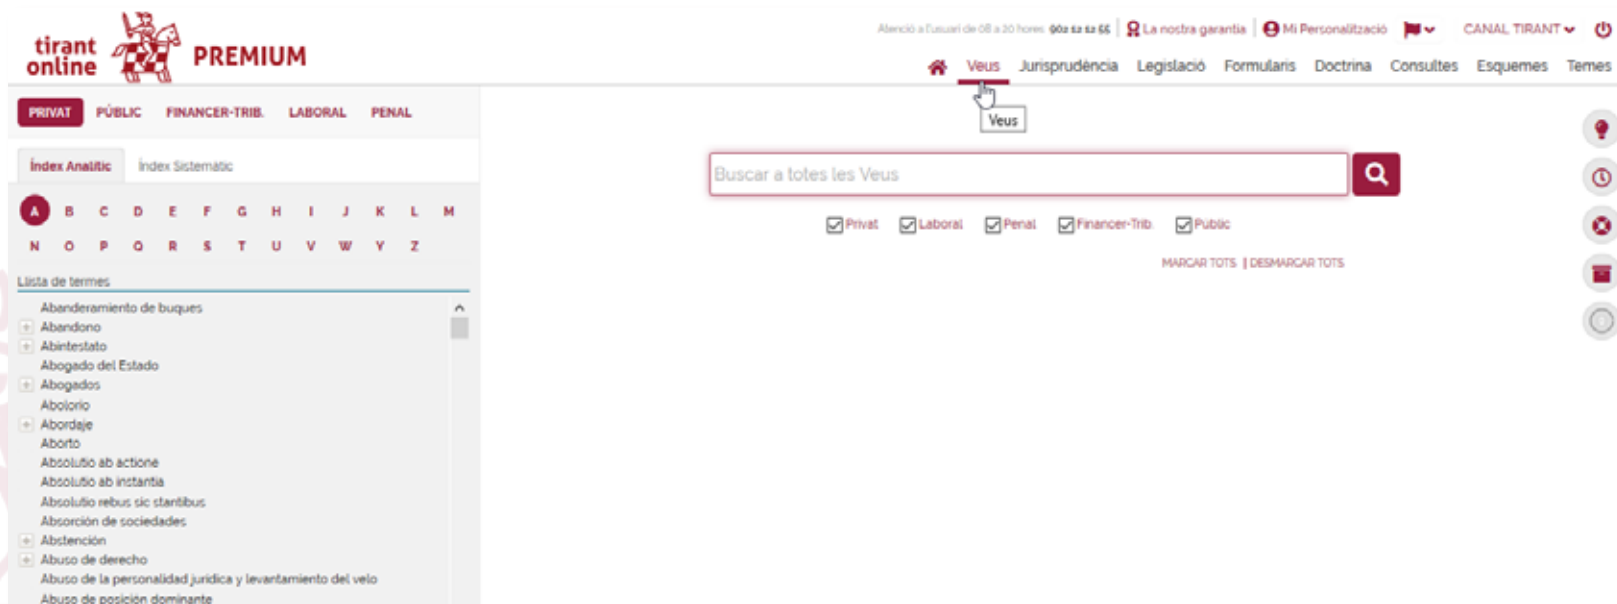 tirant
online
PREMIUM
Atenció a l'usuari de 08 a 20 hores: 902 12 12 55 | La nostra garantia | Mi Personalització
CANAL TIRANT
Veus Jurisprudència Legislació Formularis Doctrina Consultes Esquemes Temes
Veus
PRIVAT PÚBLIC FINANCER-TRIB. LABORAL PENAL
Índex Analític Índex Sistemàtic
A B C D E F G H I J K L M
N O P Q R S T U V W Y Z
Llista de termes
Abanderamiento de buques
Abandono
Abintestato
Abogado del Estado
Abogados
Abolorio
Abordaje
Aborto
Absolutio ab actione
Absolutio ab instantia
Absolutio rebus sic stantibus
Absorción de sociedades
Abstención
Abuso de derecho
Abuso de la personalidad jurídica y levantamiento del velo
Abuso de posición dominante
Buscar a totes les Veus
Privat Laboral Penal Financer-Trib. Públic
MARCAR TOTS | DESMARCAR TOTS